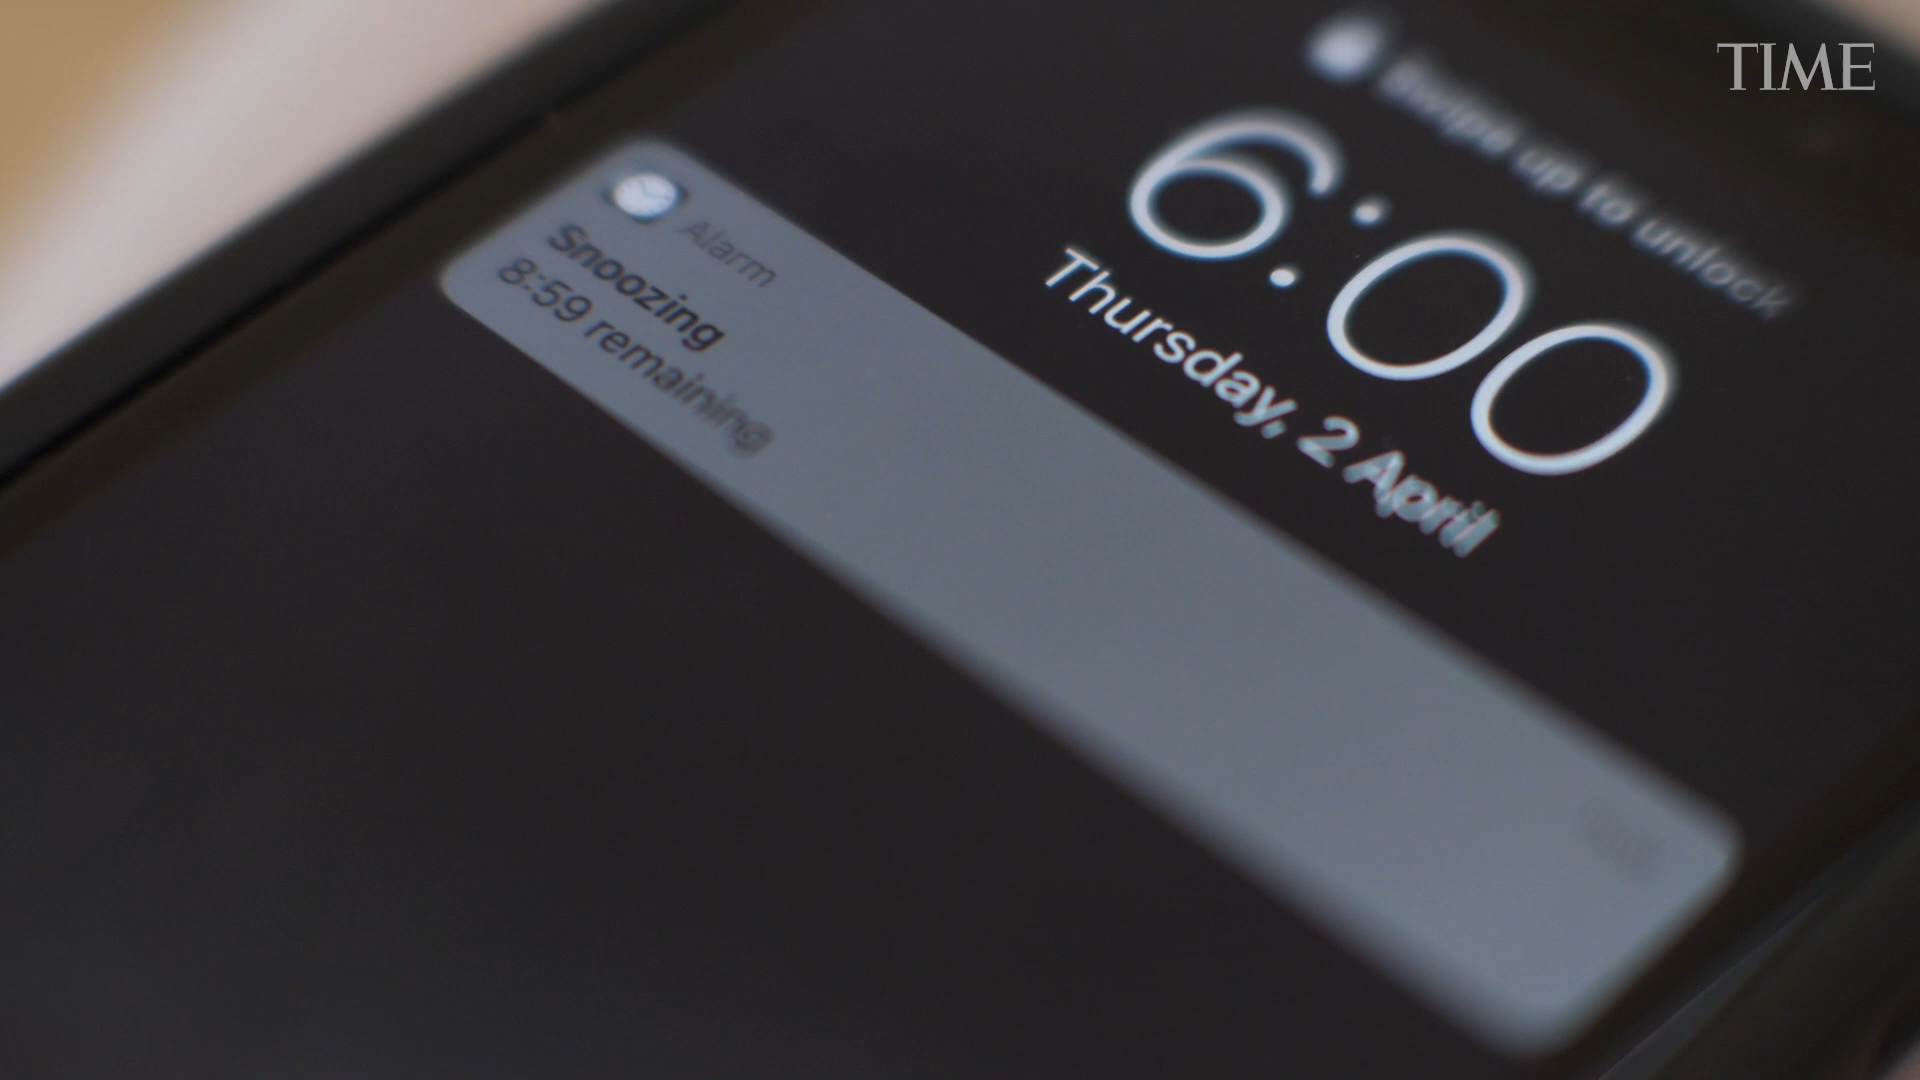 TIME
Swipe up to unlock
6:00
Thursday, 2 April
Alarm
Snoozing
8:59 remaining